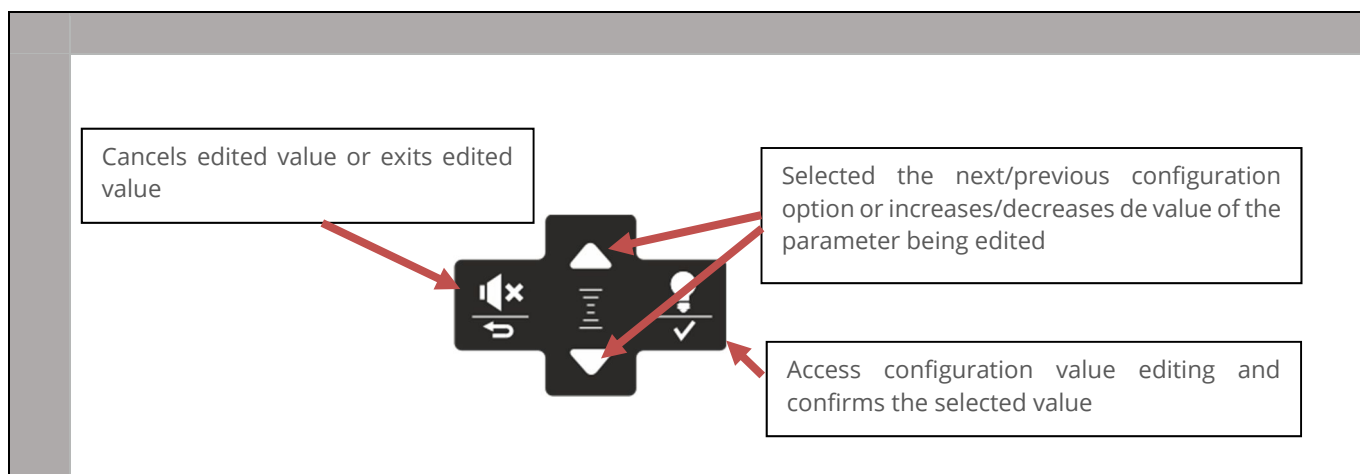 Cancels edited value or exits edited
value
Selected the next/previous configuration
option or increases/decreases de value of the
parameter being edited
Access configuration value editing and
confirms the selected value